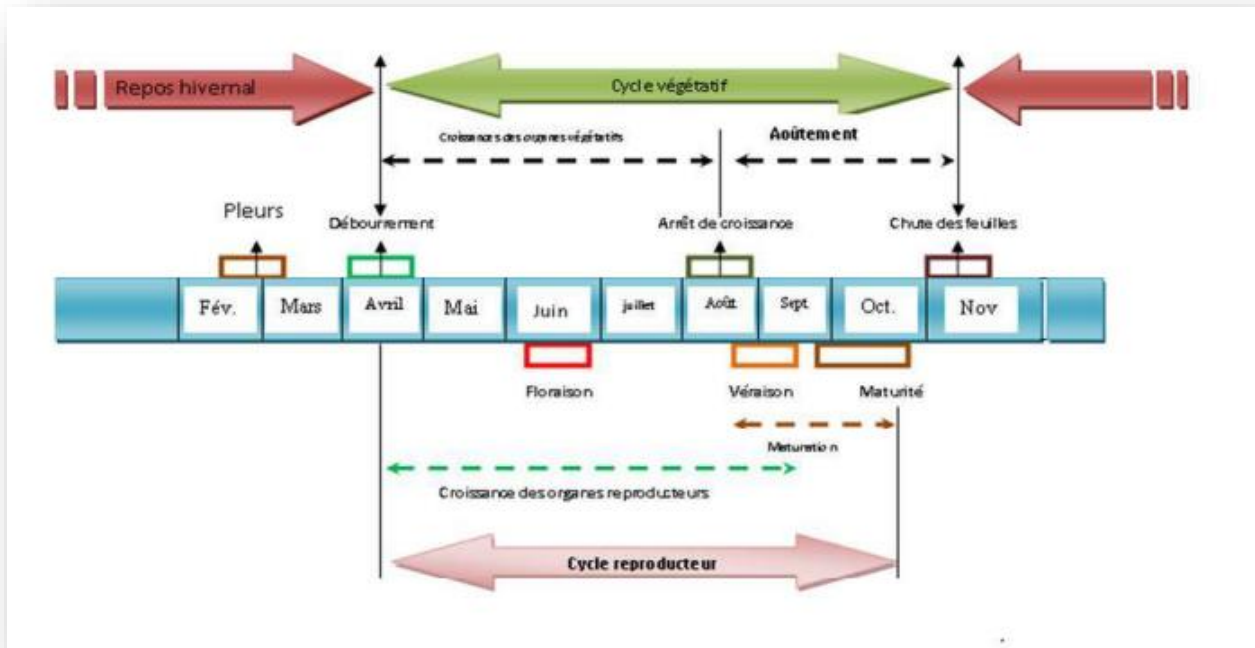 Repos hivernal
Cycle végétatif
Croissances des organes végétatifs
Aoûtement
Pleurs
Débourrement
Arrêt de croissance
Chute des feuilles
Fév.
Mars
Avril
Mai
Juin
juillet
Août
Sept.
Oct.
Nov
Floraison
Véraison
Maturité
Maturation
Croissance des organes reproducteurs
Cycle reproducteur